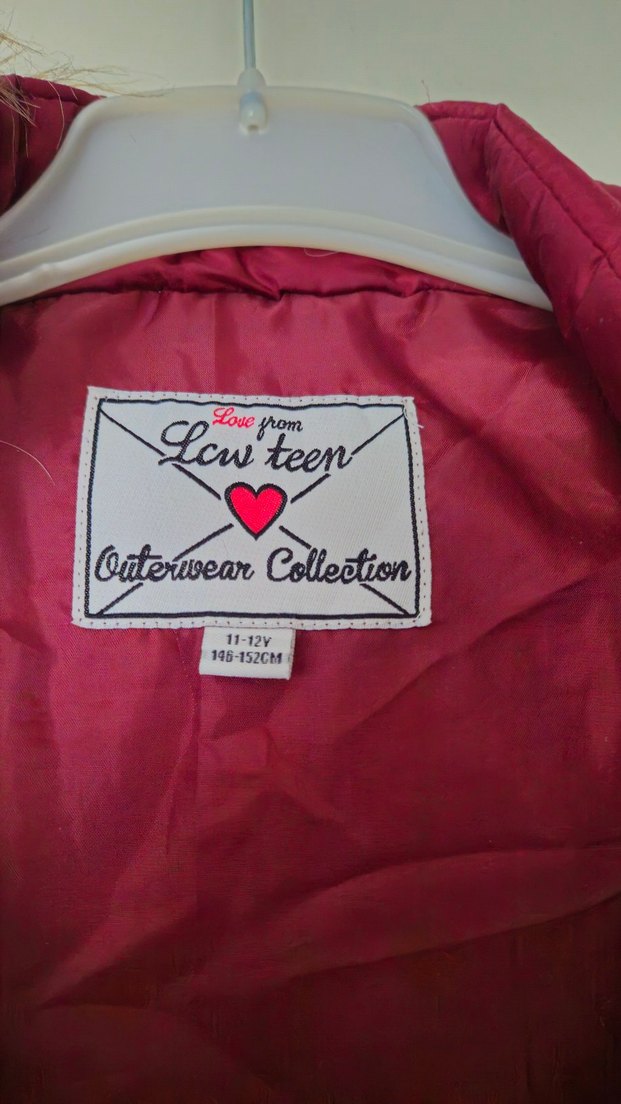 Love from
Lcw teen
Outerwear Collection
11-12Y
146-152CM